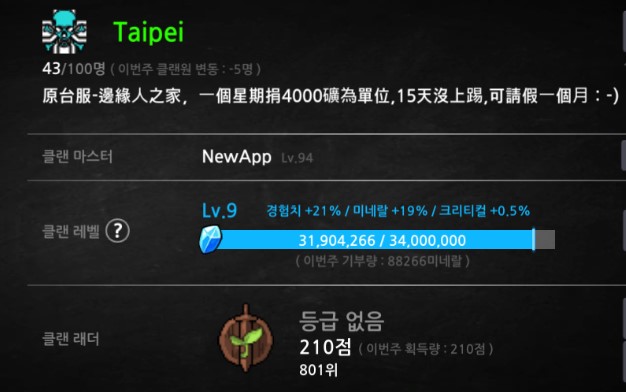 Taipei
43/100명 ( 이번주 클랜원 변동 : -5명 )
原台服-邊緣人之家, 一個星期捐4000礦為單位,15天沒上踢,可請假一個月 : -)
클랜 마스터 NewApp Lv.94
Lv.9 경험치 +21% / 미네랄 +19% / 크리티컬 +0.5%
클랜 레벨 ? 31,904,266 / 34,000,000
( 이번주 기부량 : 88266미네랄 )
등급 없음
클랜 래더 210점 ( 이번주 획득량 : 210점 )
801위